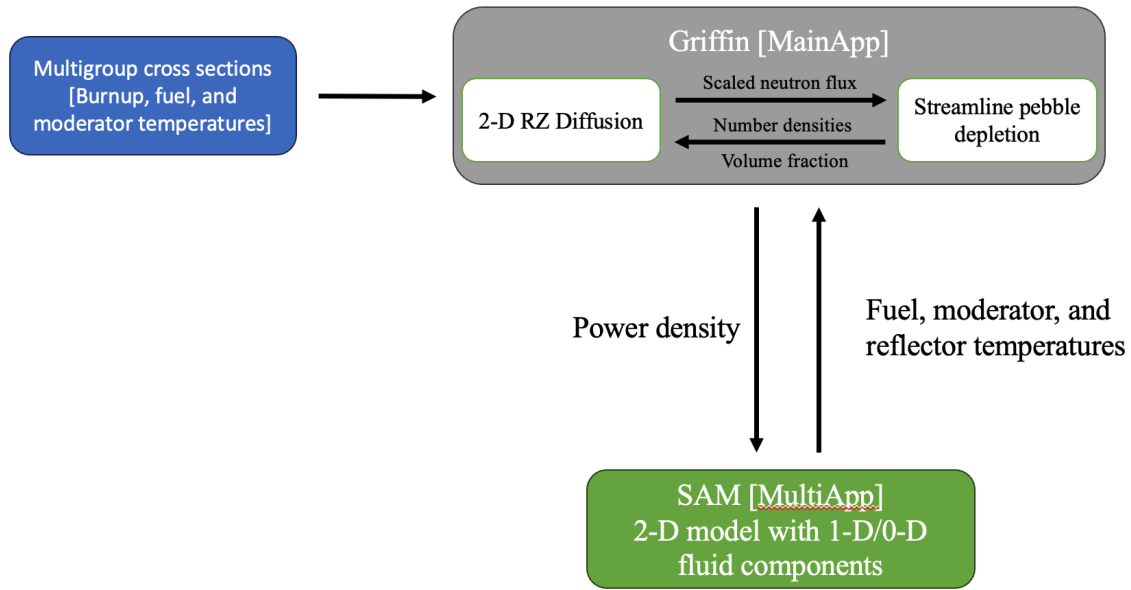 Multigroup cross sections
[Burnup, fuel, and
moderator temperatures]
Griffin [MainApp]
2-D RZ Diffusion
Scaled neutron flux
Number densities
Volume fraction
Streamline pebble
depletion
Power density
Fuel, moderator, and
reflector temperatures
SAM [MultiApp]
2-D model with 1-D/0-D
fluid components